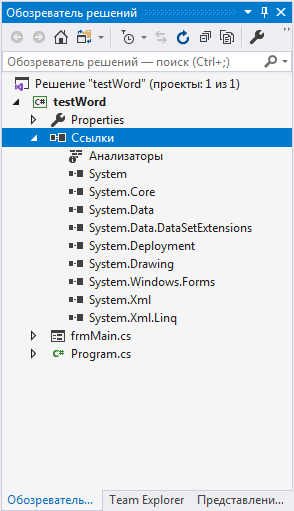 Обозреватель решений
Обозреватель решений — поиск (Ctrl+;)
Решение "testWord" (проекты: 1 из 1)
C# testWord
Properties
Ссылки
Анализаторы
System
System.Core
System.Data
System.Data.DataSetExtensions
System.Deployment
System.Drawing
System.Windows.Forms
System.Xml
System.Xml.Linq
frmMain.cs
C# Program.cs
Обозреватель... Team Explorer Представлени...